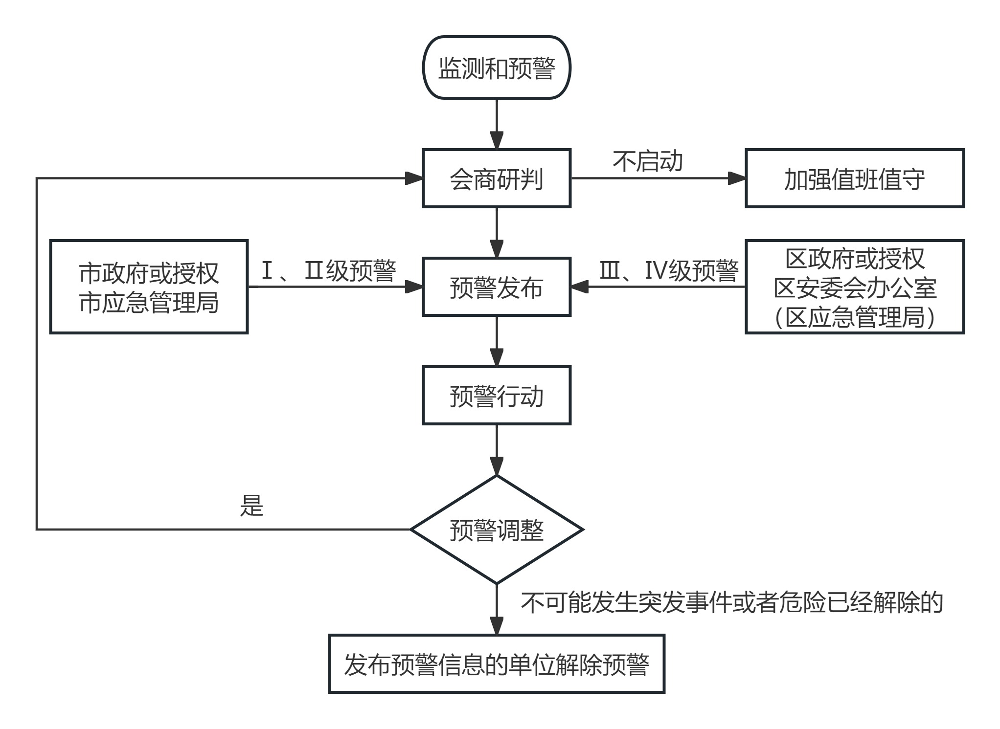 监测和预警
会商研判
不启动
加强值班值守
市政府或授权
市应急管理局
Ⅰ、Ⅱ级预警
预警发布
Ⅲ、Ⅳ级预警
区政府或授权
区安委会办公室
（区应急管理局）
预警行动
是
预警调整
不可能发生突发事件或者危险已经解除的
发布预警信息的单位解除预警